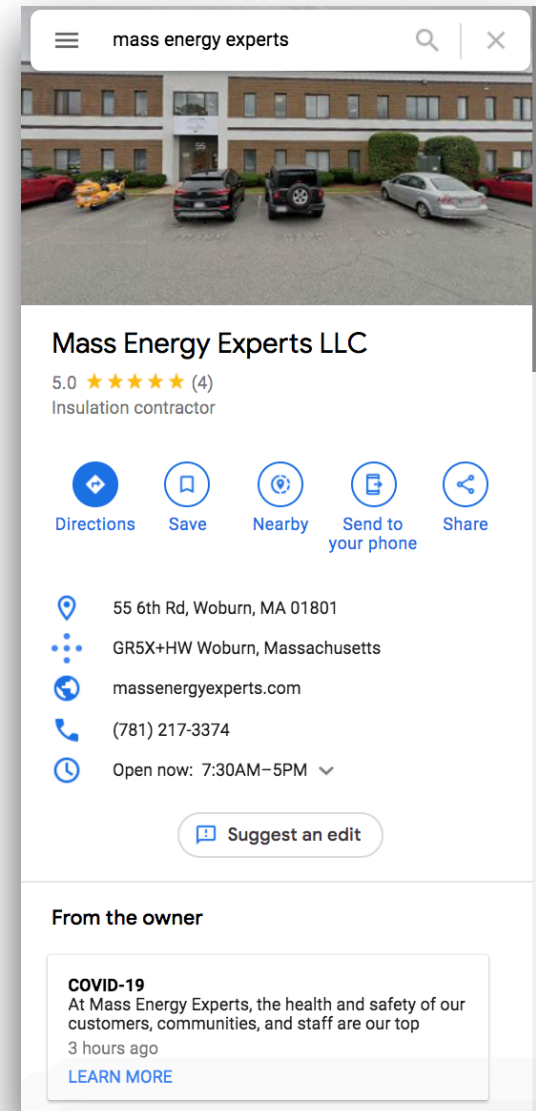 mass energy experts
55
Mass Energy Experts LLC
5.0 (4)
Insulation contractor
Directions
Save
Nearby
Send to
your phone
Share
55 6th Rd, Woburn, MA 01801
GR5X+HW Woburn, Massachusetts
massenergyexperts.com
(781) 217-3374
Open now: 7:30AM–5PM
Suggest an edit
From the owner
COVID-19
At Mass Energy Experts, the health and safety of our
customers, communities, and staff are our top
3 hours ago
LEARN MORE